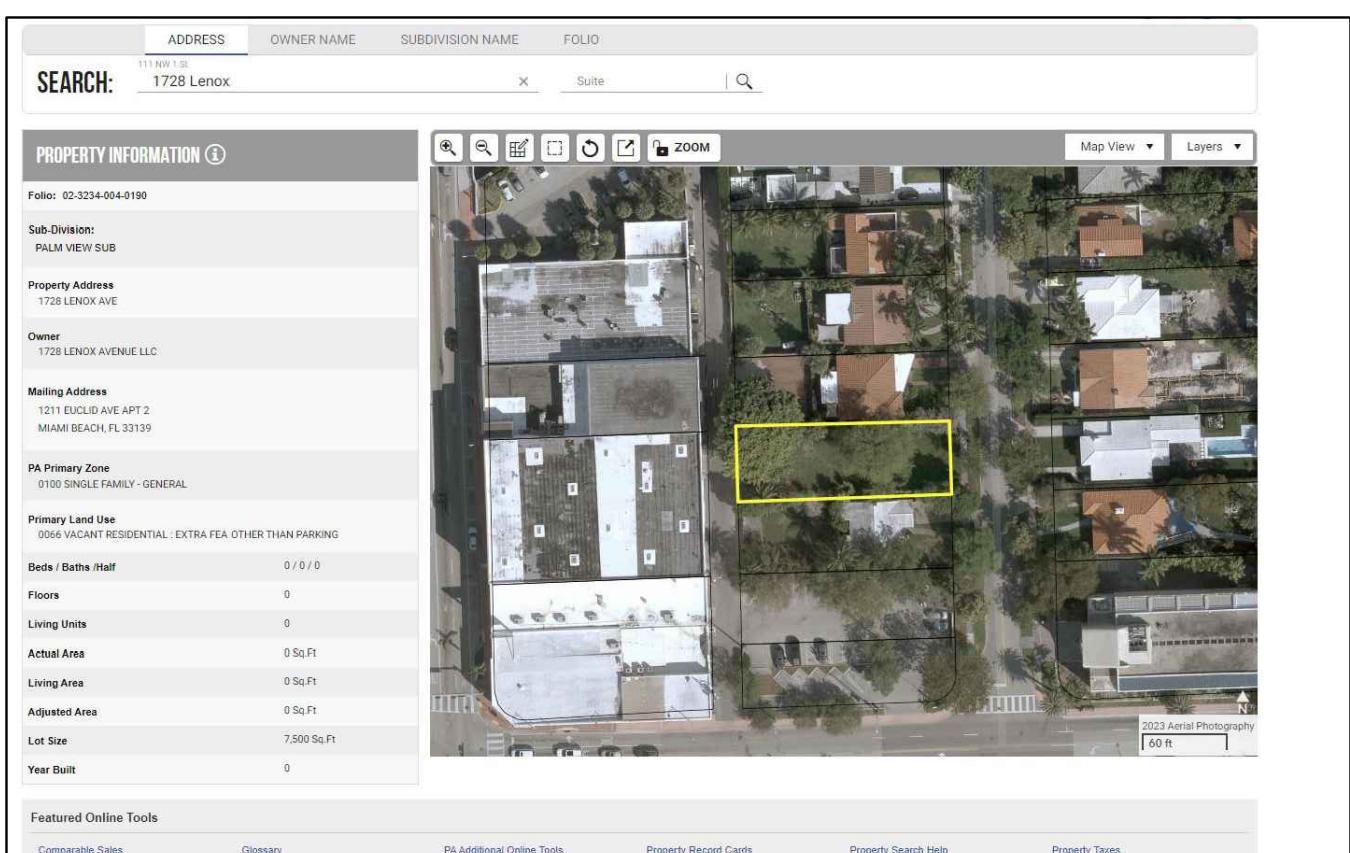 ADDRESS OWNER NAME SUBDIVISION NAME FOLIO
111 NW 1 St
SEARCH: 1728 Lenox × Suite
PROPERTY INFORMATION
ZOOM Map View Layers
Folio: 02-3234-004-0190
Sub-Division:
PALM VIEW SUB
Property Address
1728 LENOX AVE
Owner
1728 LENOX AVENUE LLC
Mailing Address
1211 EUCLID AVE APT 2
MIAMI BEACH, FL 33139
PA Primary Zone
0100 SINGLE FAMILY - GENERAL
Primary Land Use
0066 VACANT RESIDENTIAL : EXTRA FEA OTHER THAN PARKING
Beds / Baths /Half 0 / 0 / 0
Floors 0
Living Units 0
Actual Area 0 Sq.Ft
Living Area 0 Sq.Ft
Adjusted Area 0 Sq.Ft
Lot Size 7,500 Sq.Ft
Year Built 0
N
2023 Aerial Photography
60 ft
Featured Online Tools
Comparable Sales Glossary PA Additional Online Tools Property Record Cards Property Search Help Property Taxes